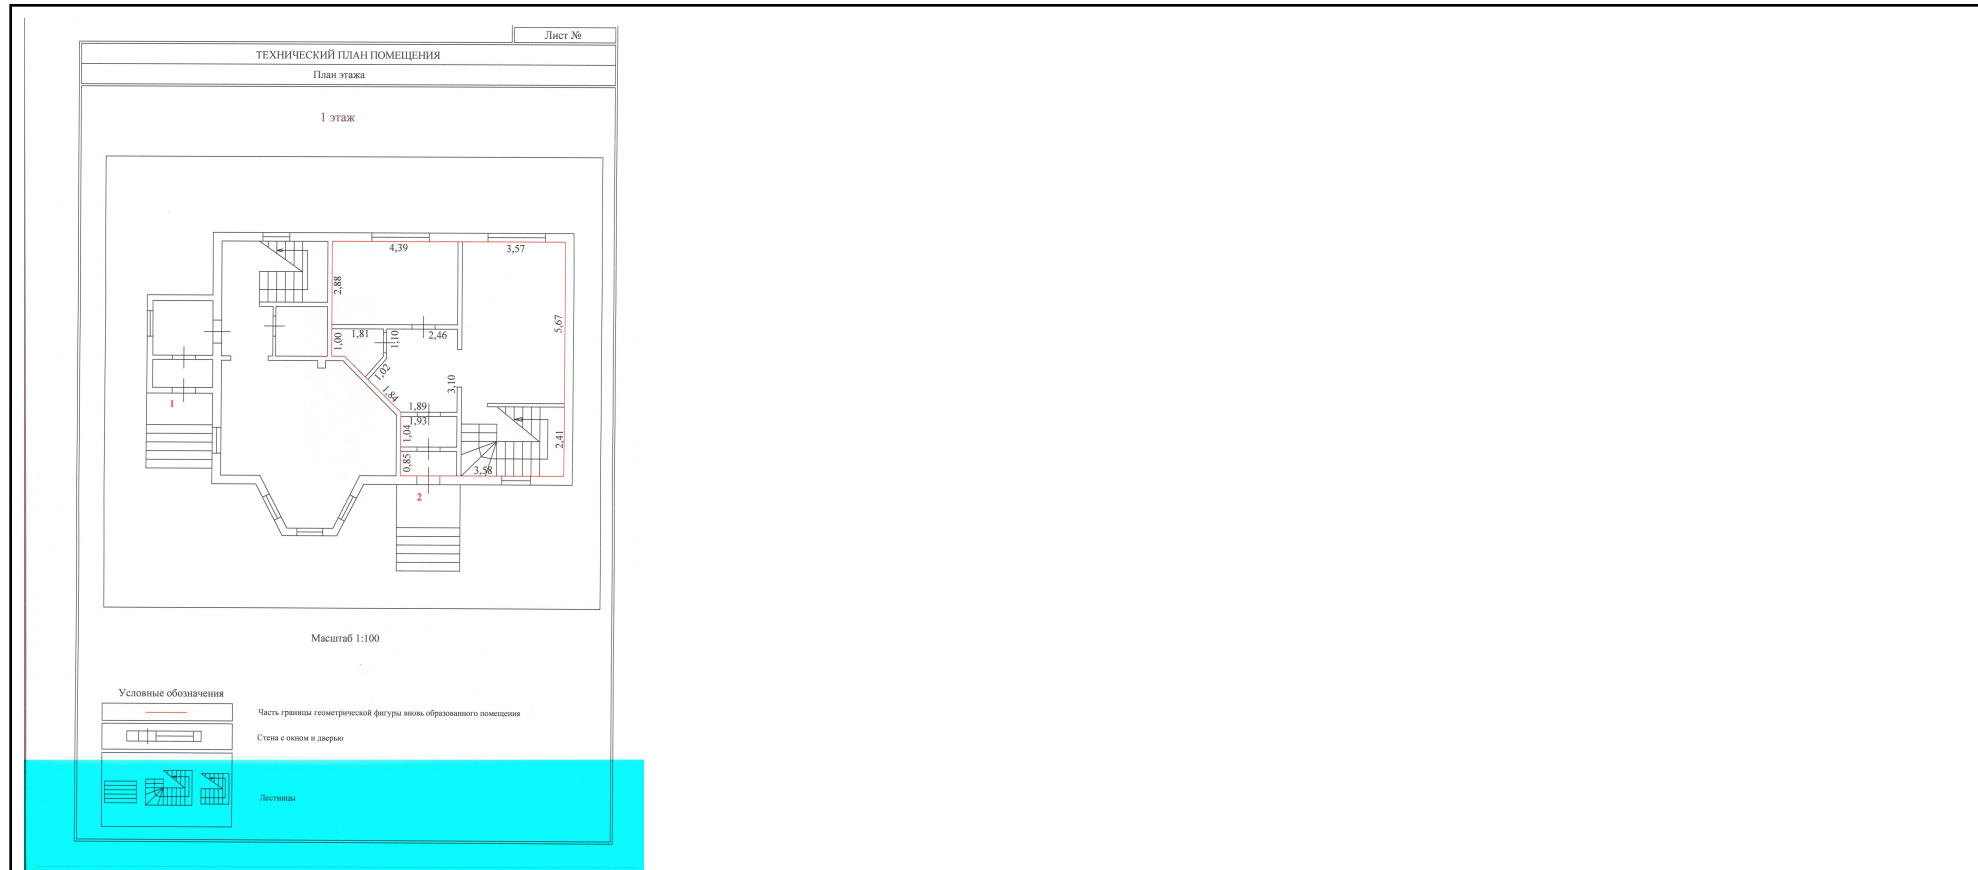 Лист №
ТЕХНИЧЕСКИЙ ПЛАН ПОМЕЩЕНИЯ
План этажа
1 этаж
4,39
3,57
2,88
5,67
1,00
1,81
1,10
2,46
1,02
1,84
3,10
1
1,89
1,93
1,04
2,41
0,85
3,58
2
Масштаб 1:100
Условные обозначения
Часть границы геометрической фигуры вновь образованного помещения
Стена с окном и дверью
Лестницы